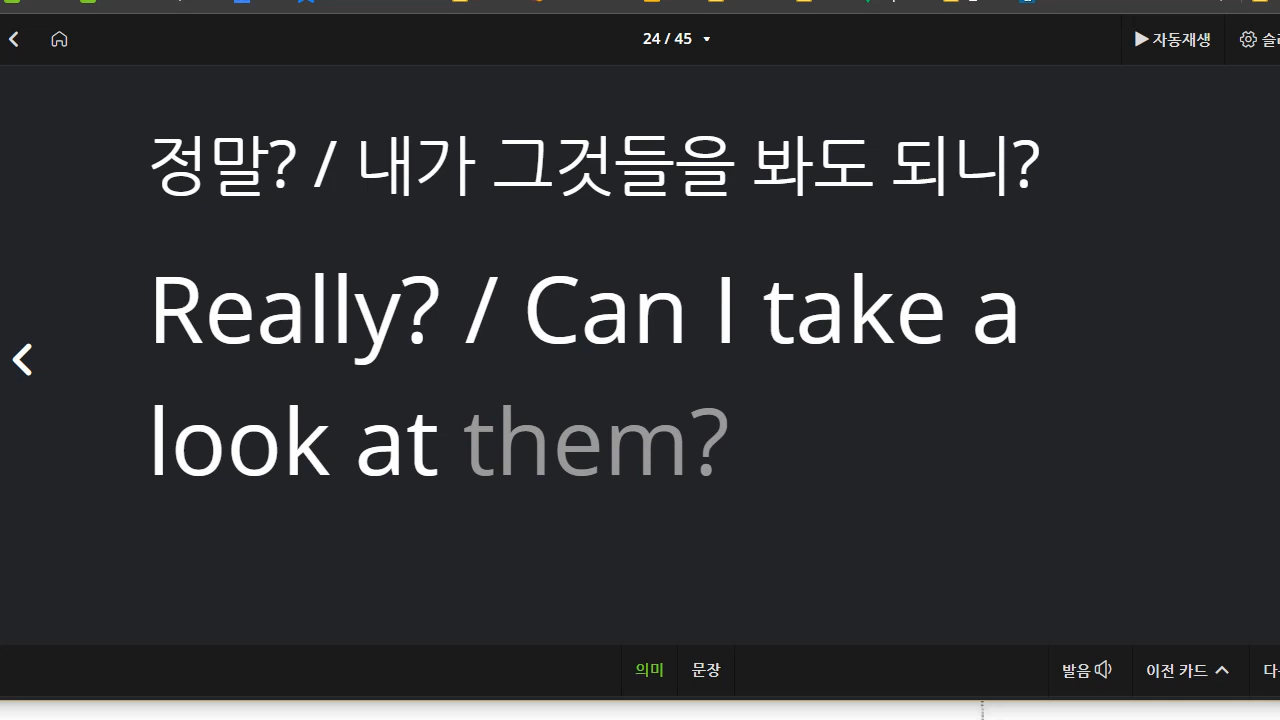 24 / 45
▶ 자동재생
정말? / 내가 그것들을 봐도 되니?
Really? / Can I take a
look at them?
의미
문장
발음
이전 카드